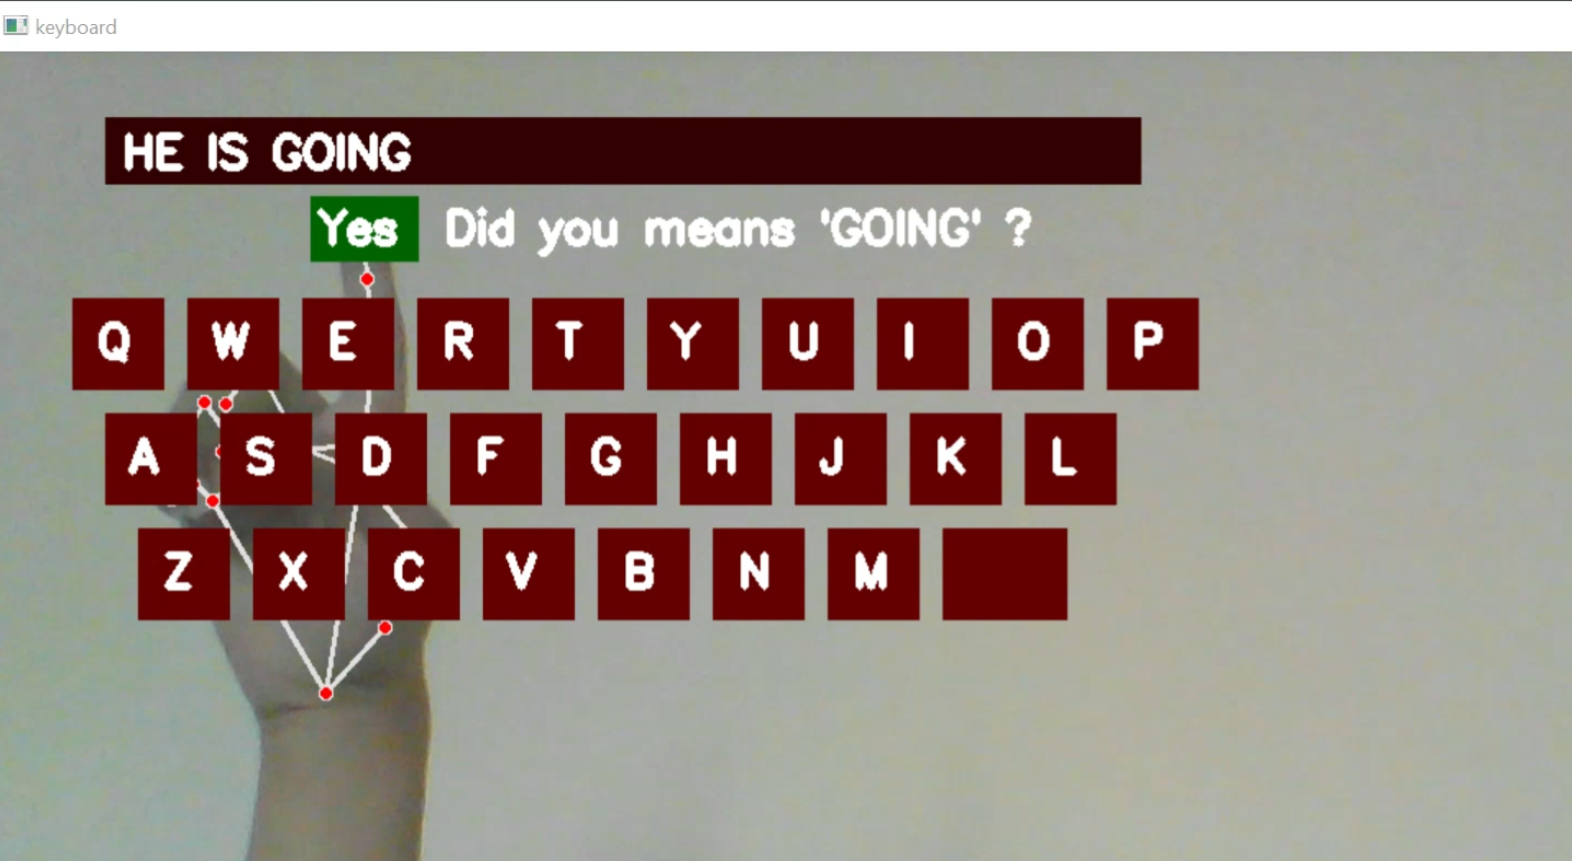 keyboard
HE IS GOING
Yes Did you means 'GOING' ?
Q W E R T Y U I O P
A S D F G H J K L
Z X C V B N M